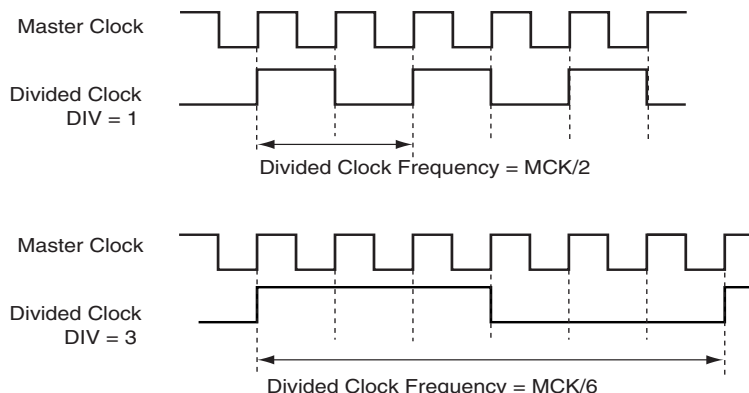 Master Clock
Divided Clock
DIV = 1
Divided Clock Frequency = MCK/2
Master Clock
Divided Clock
DIV = 3
Divided Clock Frequency = MCK/6